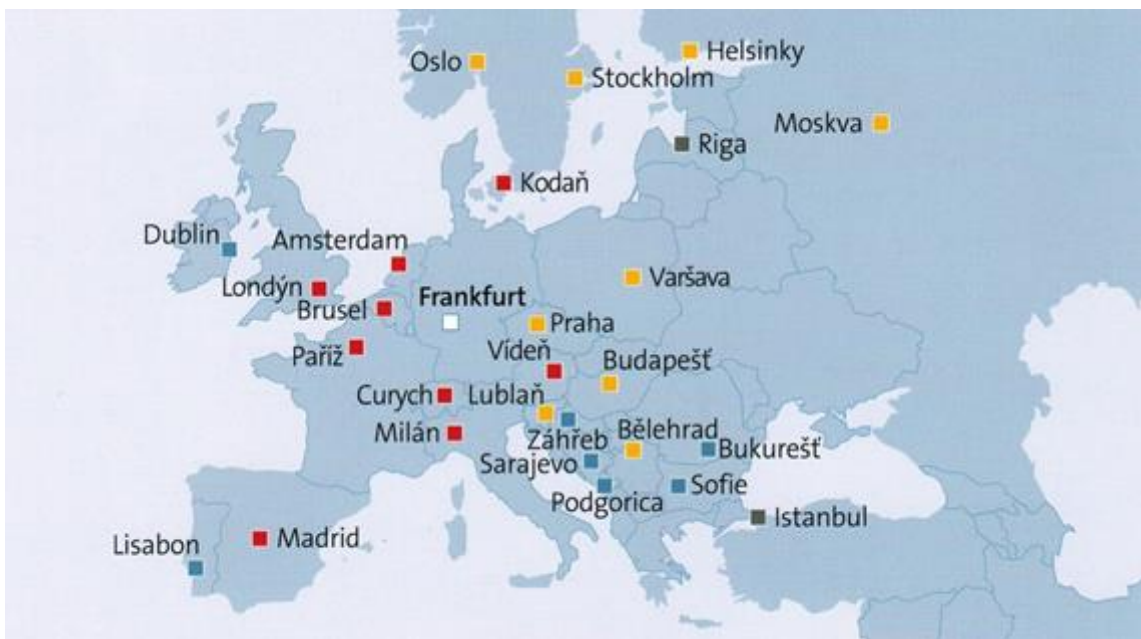 Helsinky
Oslo
Stockholm
Moskva
Riga
Kodaň
Dublin
Amsterdam
Varšava
Londýn
Frankfurt
Brusel
Praha
Paříž
Vídeň
Budapešť
Curych
Lublaň
Milán
Záhřeb
Bělehrad
Bukurešť
Sarajevo
Podgorica
Sofie
Istanbul
Madrid
Lisabon